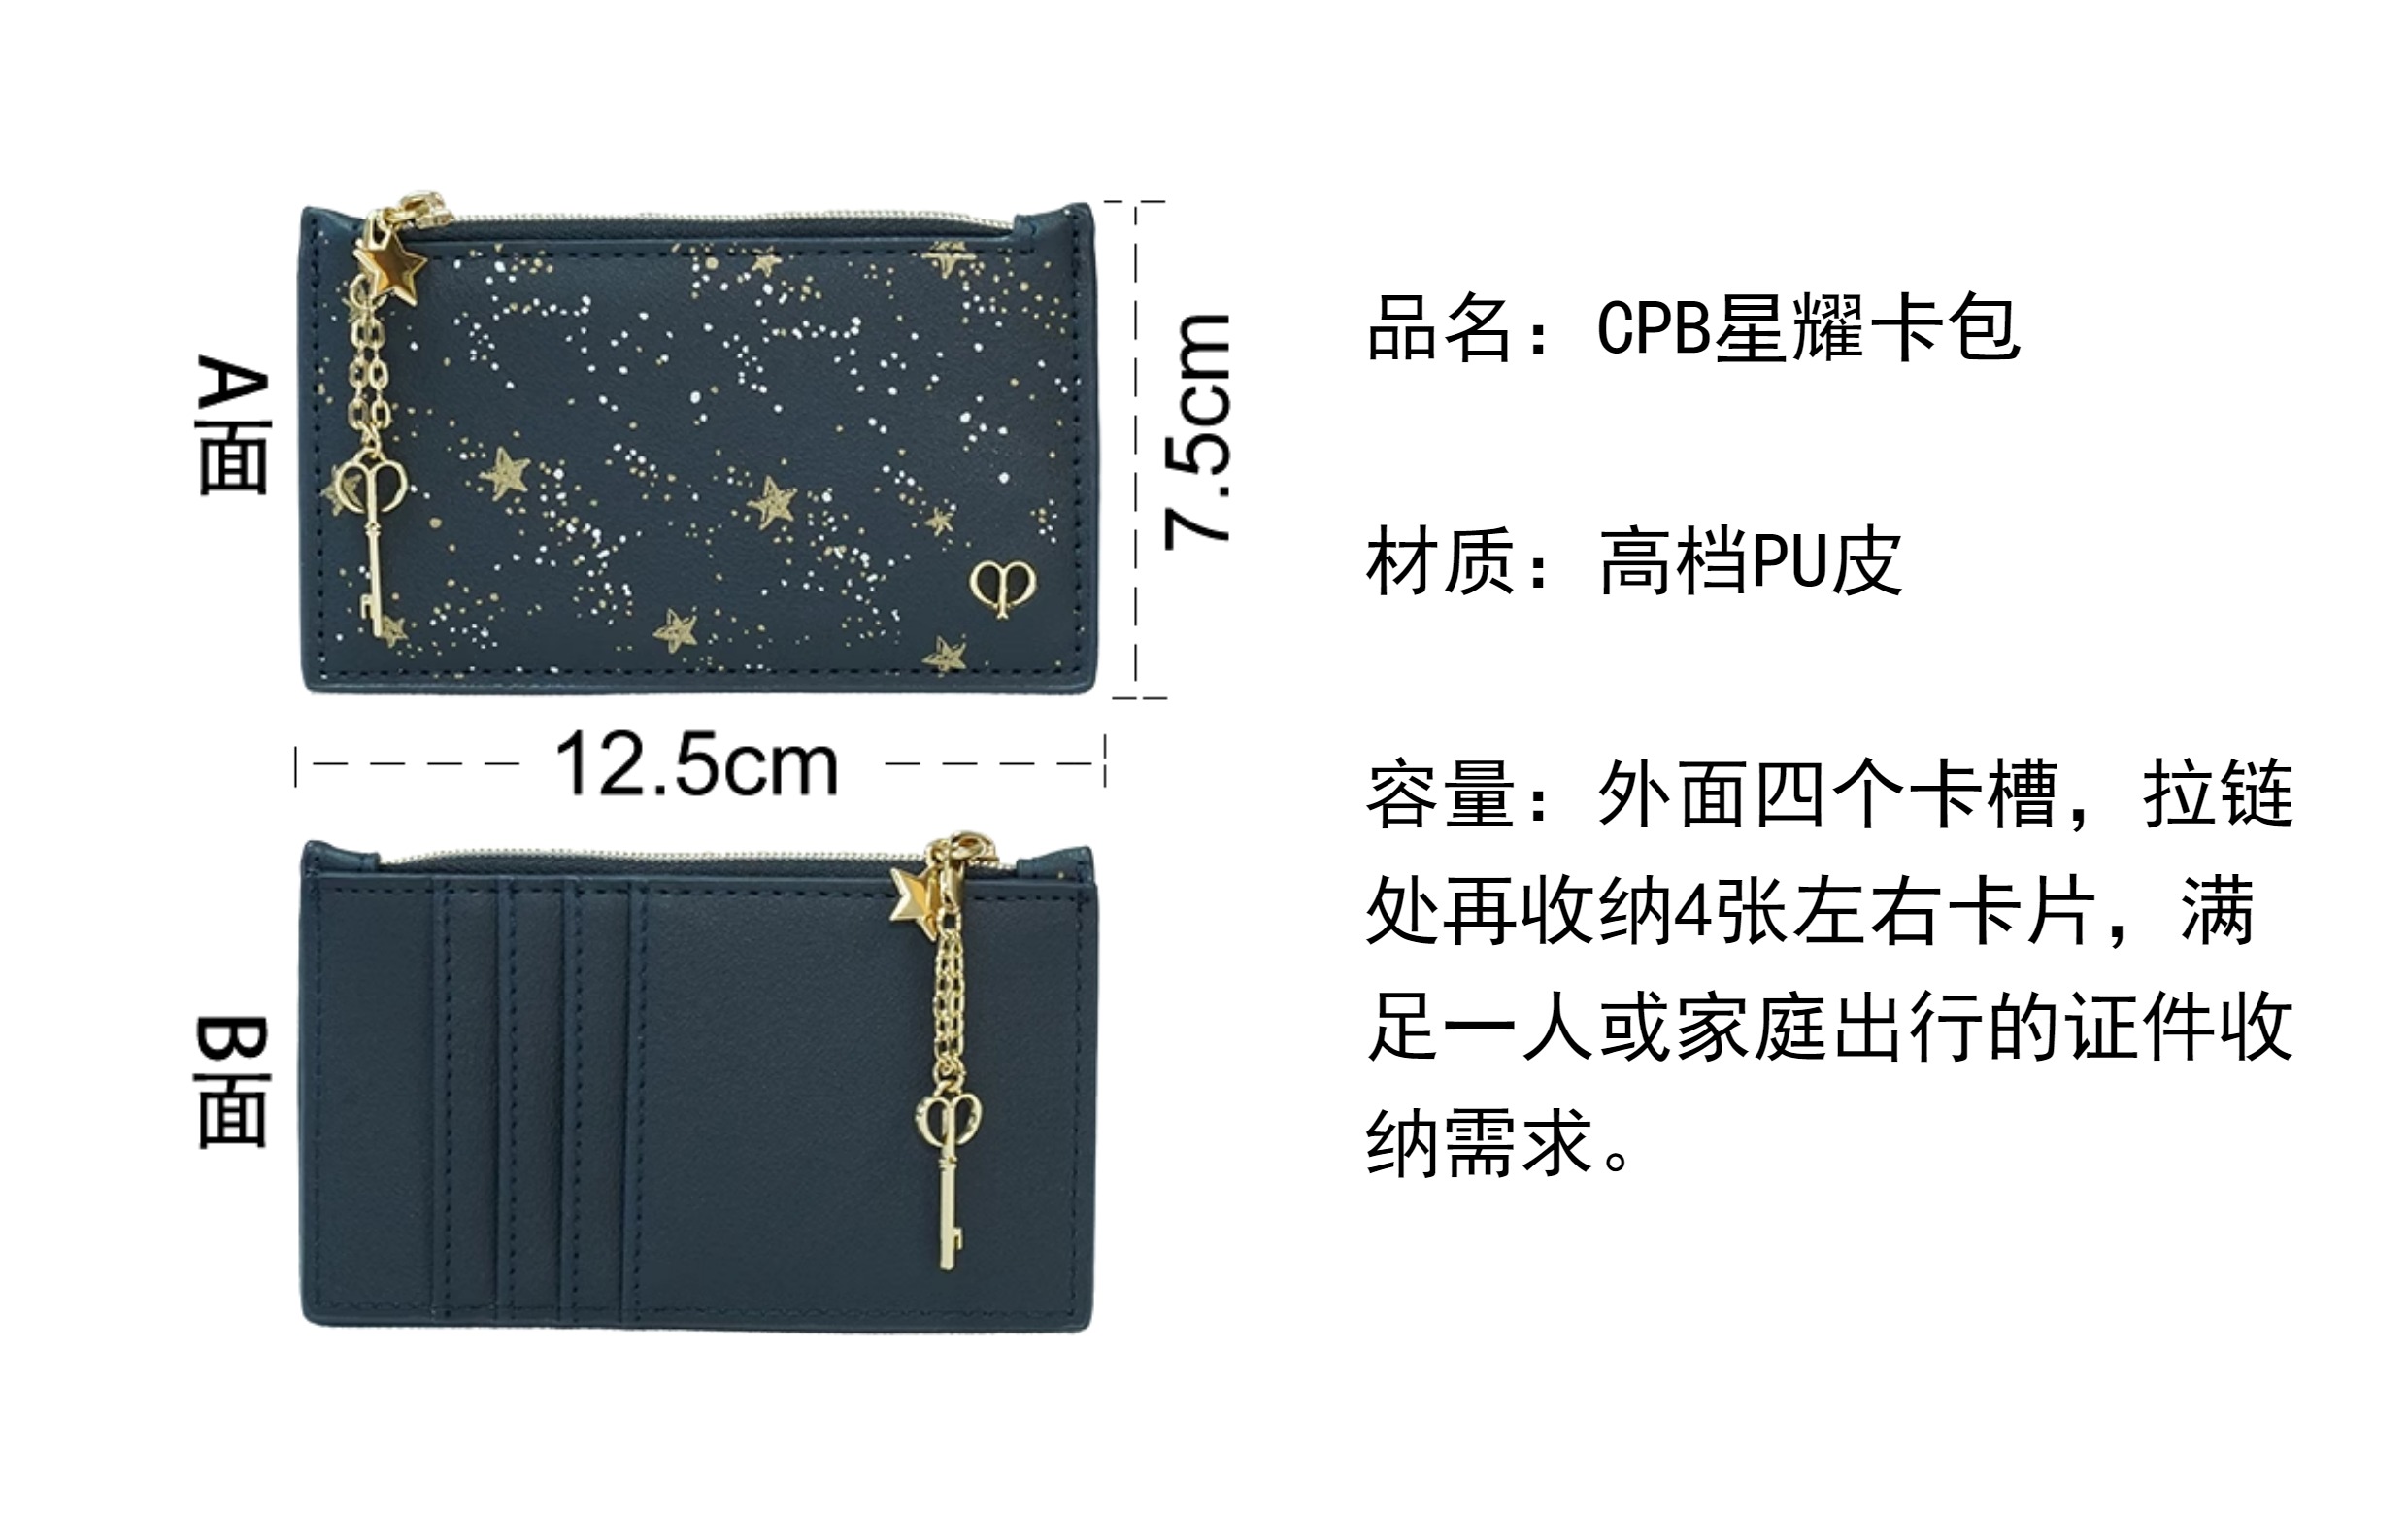 A面
7.5cm
12.5cm
B面
品名：CPB星耀卡包
材质：高档PU皮
容量：外面四个卡槽，拉链
处再收纳4张左右卡片，满
足一人或家庭出行的证件收
纳需求。